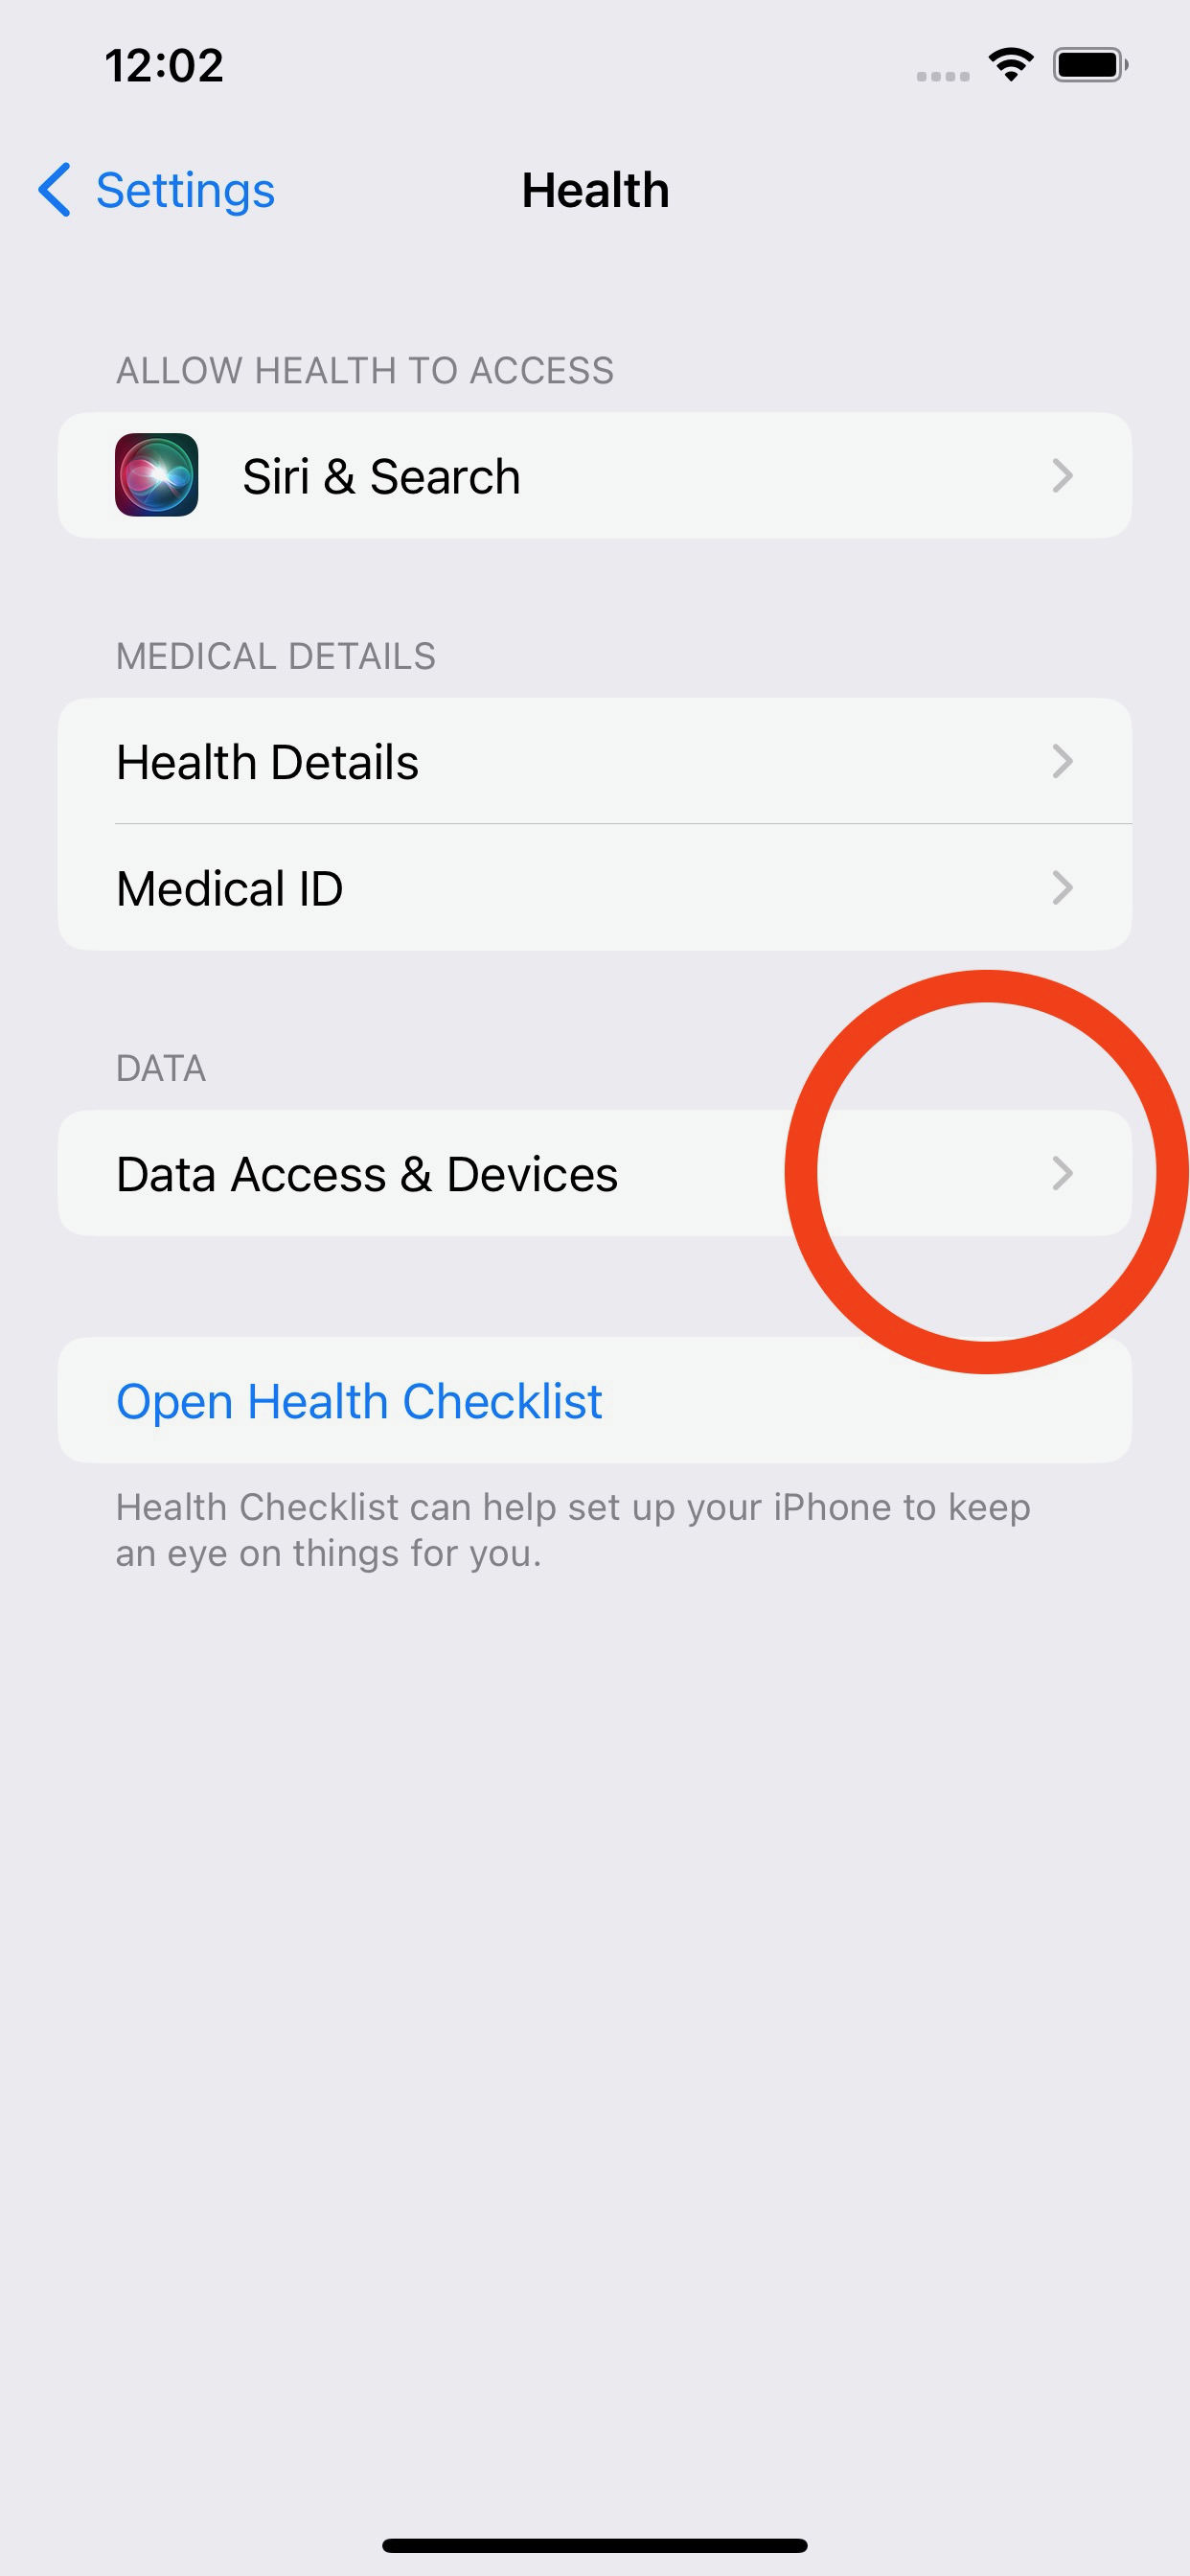 12:02
Settings
Health
ALLOW HEALTH TO ACCESS
Siri & Search
MEDICAL DETAILS
Health Details
Medical ID
DATA
Data Access & Devices
Open Health Checklist
Health Checklist can help set up your iPhone to keep
an eye on things for you.